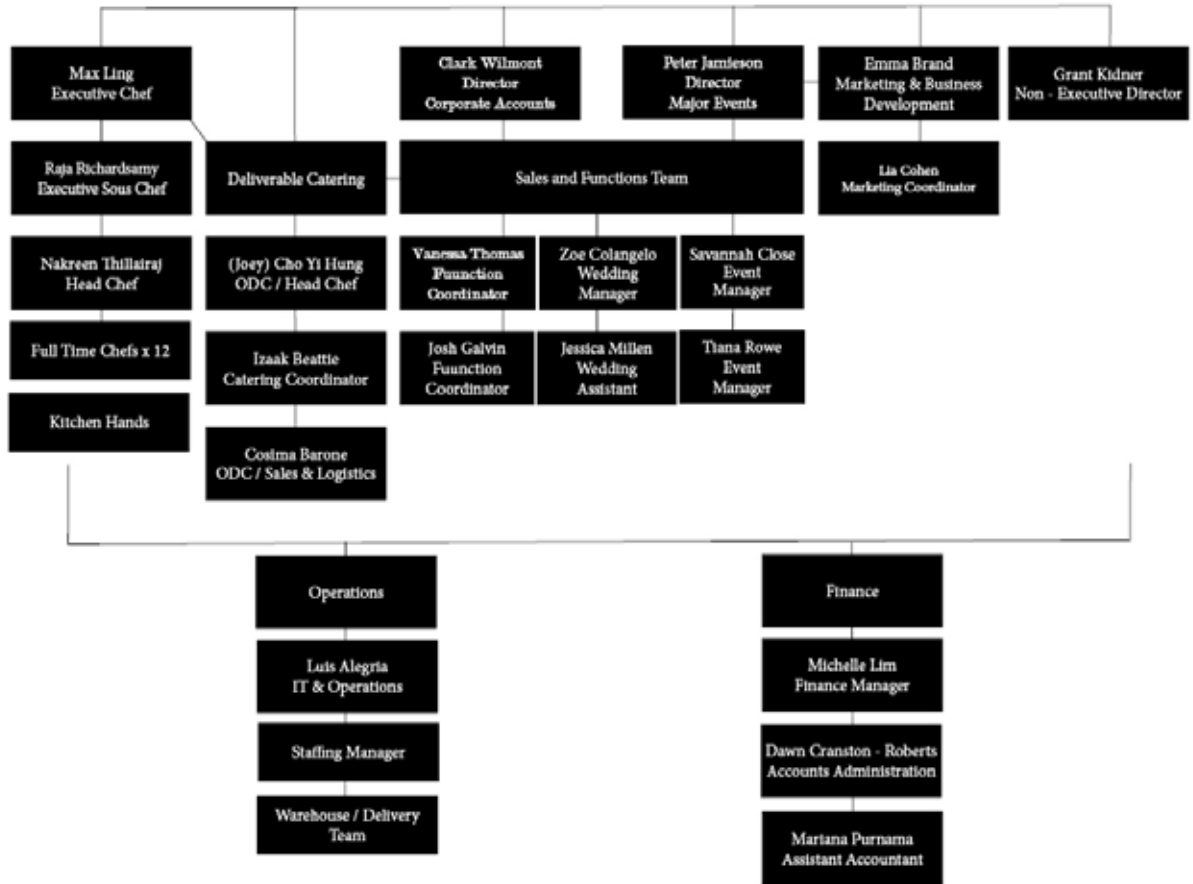 Max Ling
Executive Chef
Clark Wilmont
Director
Corporate Accounts
Peter Jamieson
Director
Major Events
Emma Brand
Marketing & Business
Development
Grant Kidner
Non - Executive Director
Raja Richardsamy
Executive Sous Chef
Deliverable Catering
Sales and Functions Team
Lia Cohen
Marketing Coordinator
Nakreen Thillairaj
Head Chef
(Joey) Cho Yi Hung
ODC / Head Chef
Vanessa Thomas
Fuunction
Coordinator
Zoe Colangelo
Wedding
Manager
Savannah Close
Event
Manager
Full Time Chefs x 12
Izaak Beattie
Catering Coordinator
Josh Galvin
Fuunction
Coordinator
Jessica Millen
Wedding
Assistant
Tiana Rowe
Event
Manager
Kitchen Hands
Cosima Barone
ODC / Sales & Logistics
Operations
Finance
Luis Alegria
IT & Operations
Michelle Lim
Finance Manager
Staffing Manager
Dawn Cranston - Roberts
Accounts Administration
Warehouse / Delivery
Team
Mariana Purnama
Assistant Accountant